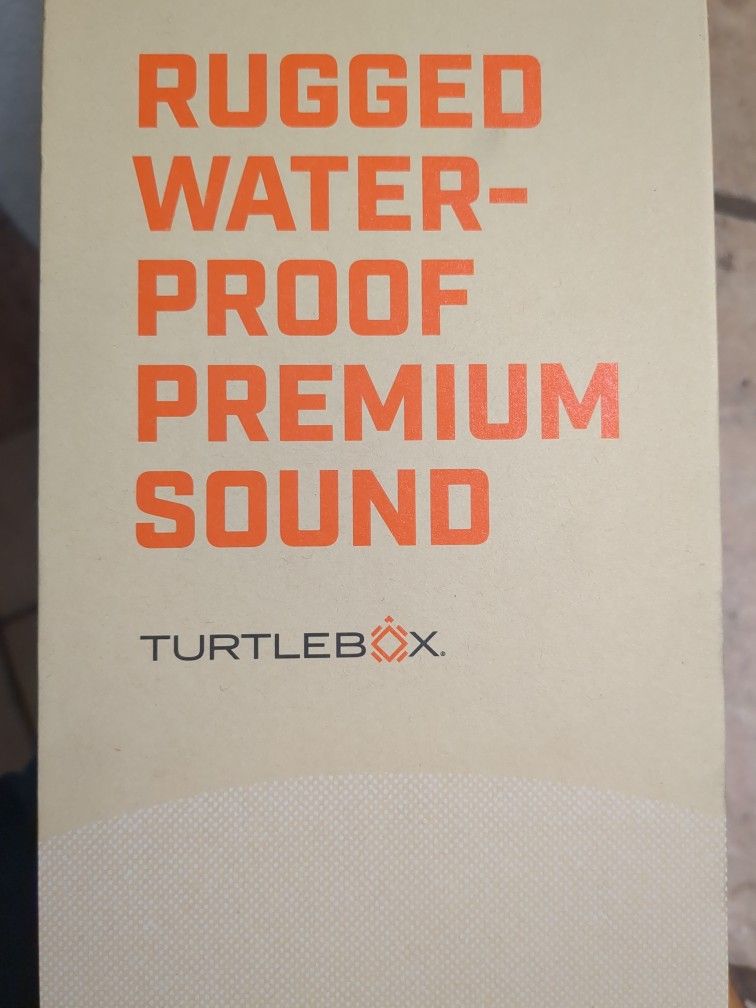 RUGGED
WATER-
PROOF
PREMIUM
SOUND
TURTLEBOX®